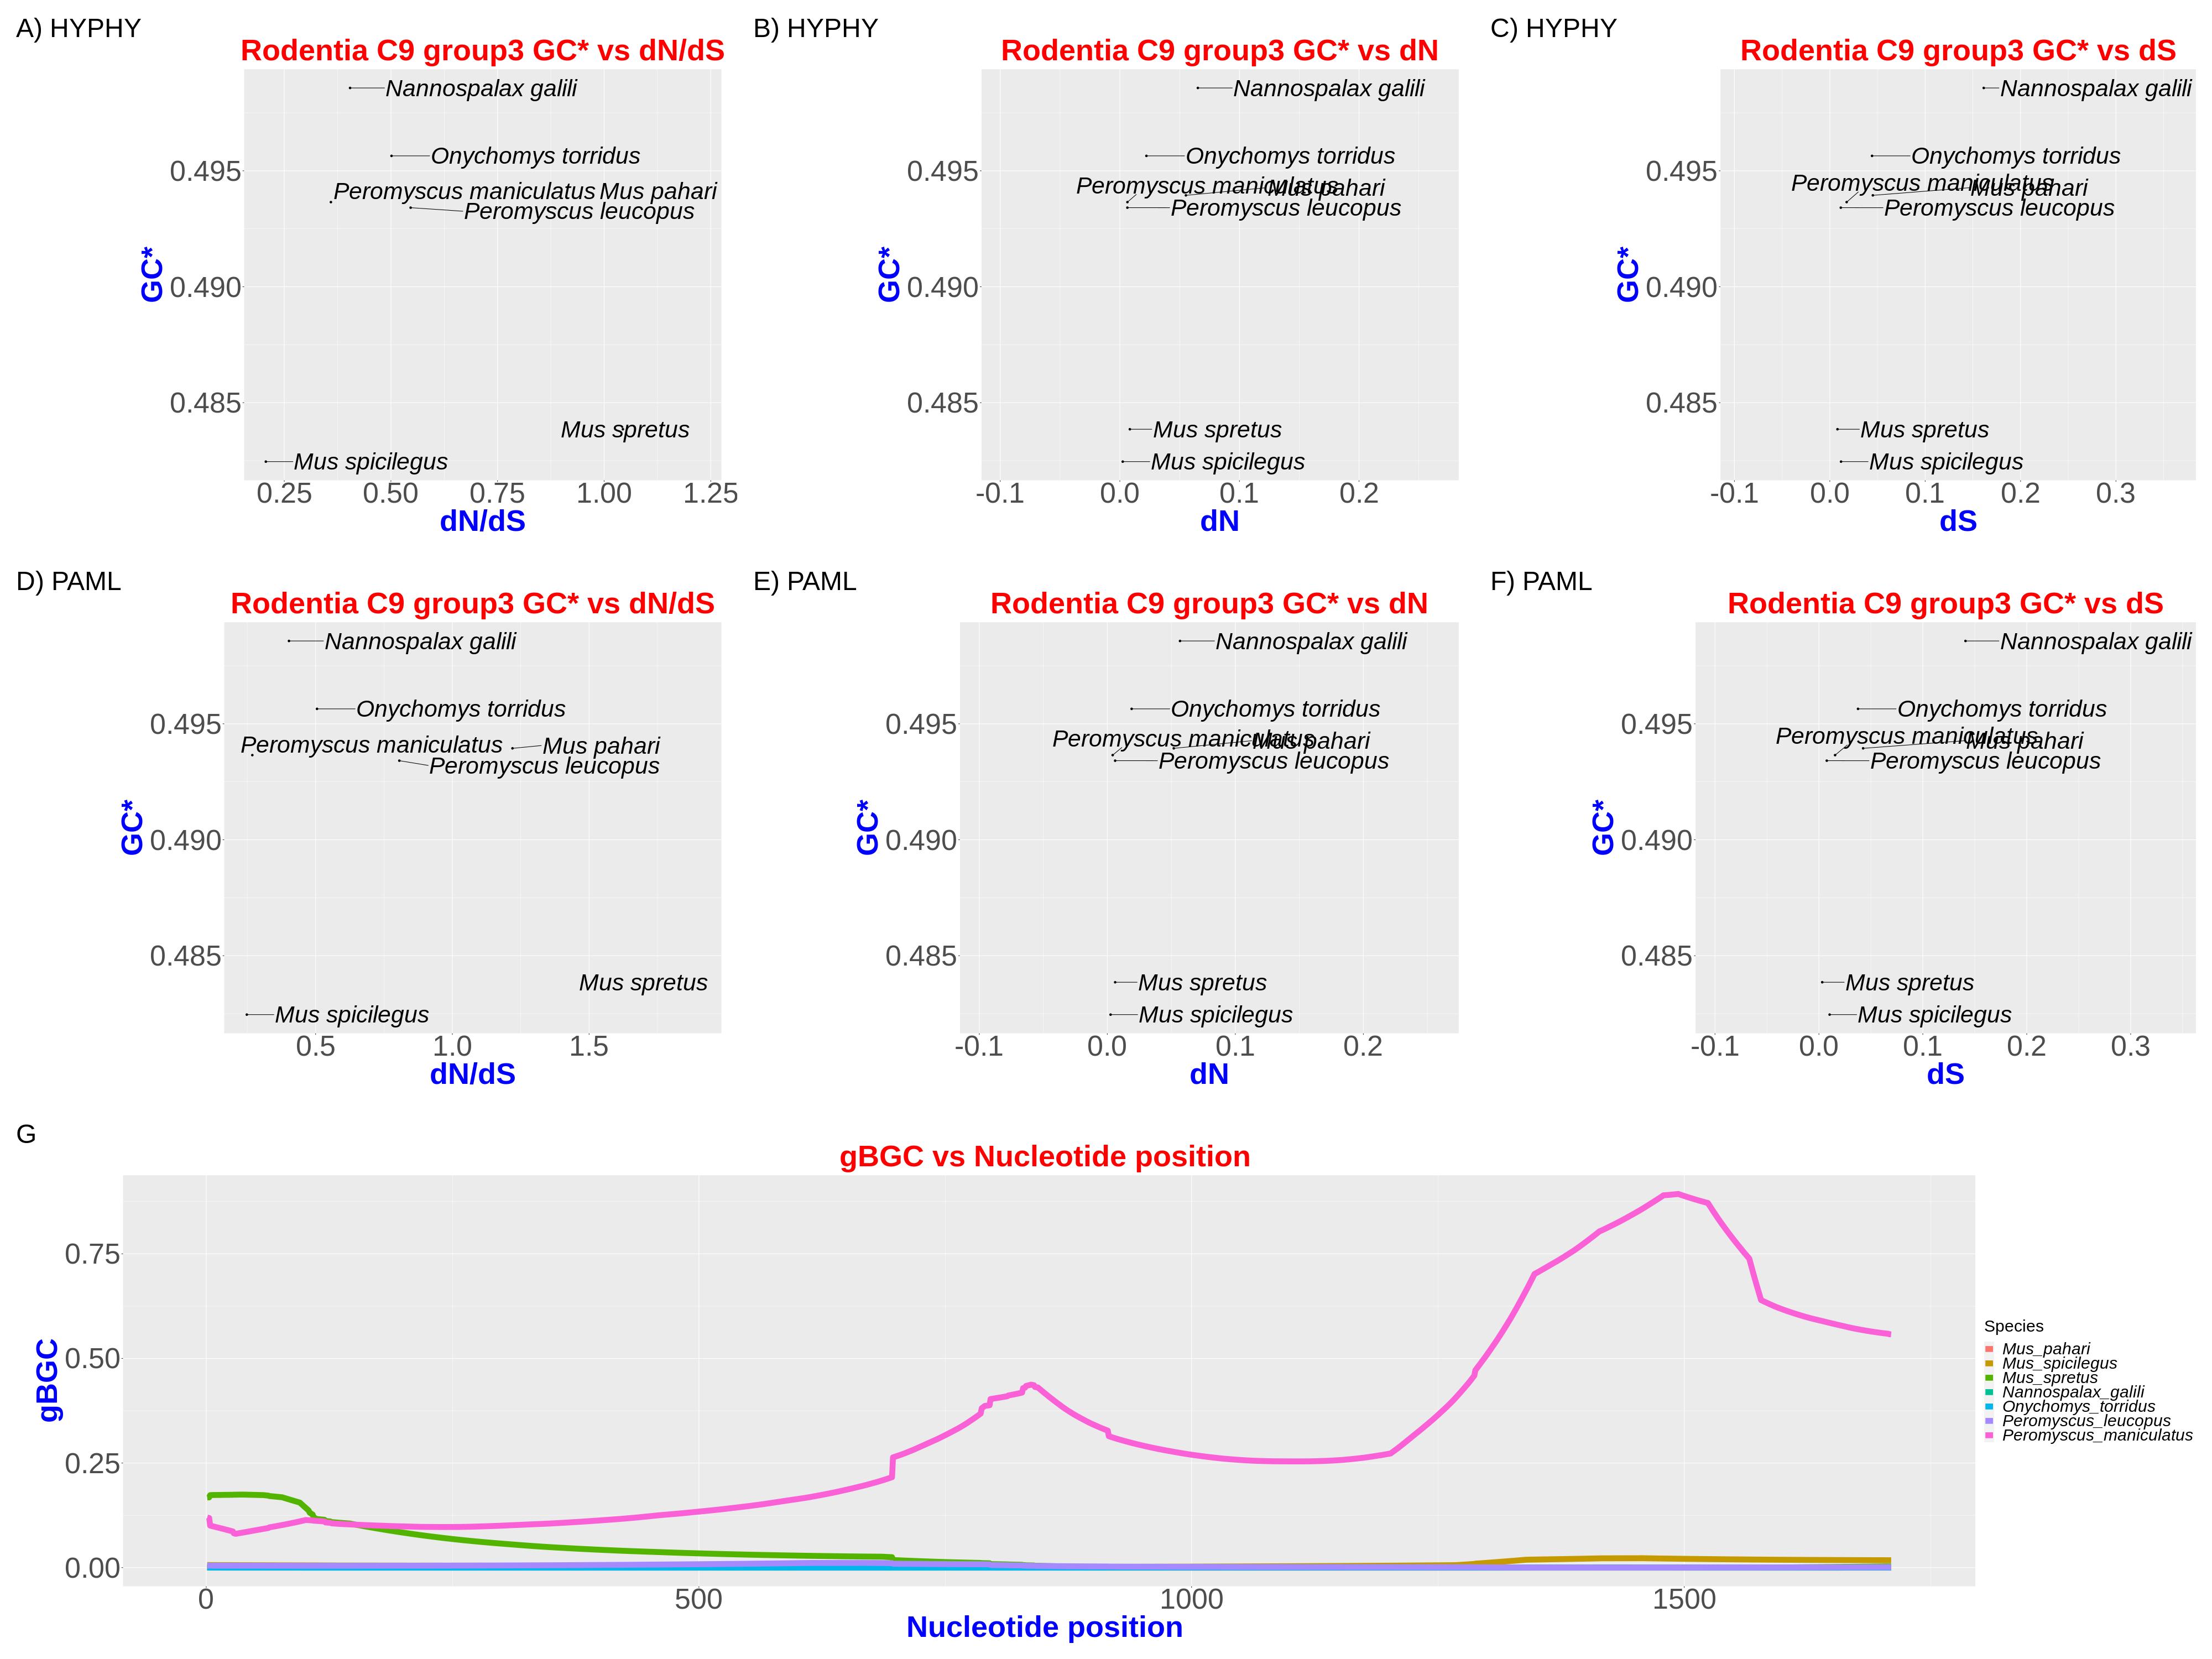 A) HYPHY
Rodentia C9 group3 GC* vs dN/dS
Nannospalax galili
Onychomys torridus
0.495
Peromyscus maniculatus Mus pahari
Peromyscus leucopus
GC*
0.490
0.485
Mus spretus
Mus spicilegus
0.25 0.50 0.75 1.00 1.25
dN/dS
B) HYPHY
Rodentia C9 group3 GC* vs dN
Nannospalax galili
Onychomys torridus
0.495
Peromyscus maniculatus
Mus pahari
Peromyscus leucopus
GC*
0.490
0.485
Mus spretus
Mus spicilegus
-0.1 0.0 0.1 0.2
dN
C) HYPHY
Rodentia C9 group3 GC* vs dS
Nannospalax galili
Onychomys torridus
0.495
Peromyscus maniculatus
Mus pahari
Peromyscus leucopus
GC*
0.490
0.485
Mus spretus
Mus spicilegus
-0.1 0.0 0.1 0.2 0.3
dS
D) PAML
Rodentia C9 group3 GC* vs dN/dS
Nannospalax galili
Onychomys torridus
0.495
Peromyscus maniculatus Mus pahari
Peromyscus leucopus
GC*
0.490
0.485
Mus spretus
Mus spicilegus
0.5 1.0 1.5
dN/dS
E) PAML
Rodentia C9 group3 GC* vs dN
Nannospalax galili
Onychomys torridus
0.495
Peromyscus maniculatus
Mus pahari
Peromyscus leucopus
GC*
0.490
0.485
Mus spretus
Mus spicilegus
-0.1 0.0 0.1 0.2
dN
F) PAML
Rodentia C9 group3 GC* vs dS
Nannospalax galili
Onychomys torridus
0.495
Peromyscus maniculatus
Mus pahari
Peromyscus leucopus
GC*
0.490
0.485
Mus spretus
Mus spicilegus
-0.1 0.0 0.1 0.2 0.3
dS
G
gBGC vs Nucleotide position
0.75
0.50
gBGC
0.25
0.00
0 500 1000 1500
Nucleotide position
Species
Mus_pahari
Mus_spicilegus
Mus_spretus
Nannospalax_galili
Onychomys_torridus
Peromyscus_leucopus
Peromyscus_maniculatus